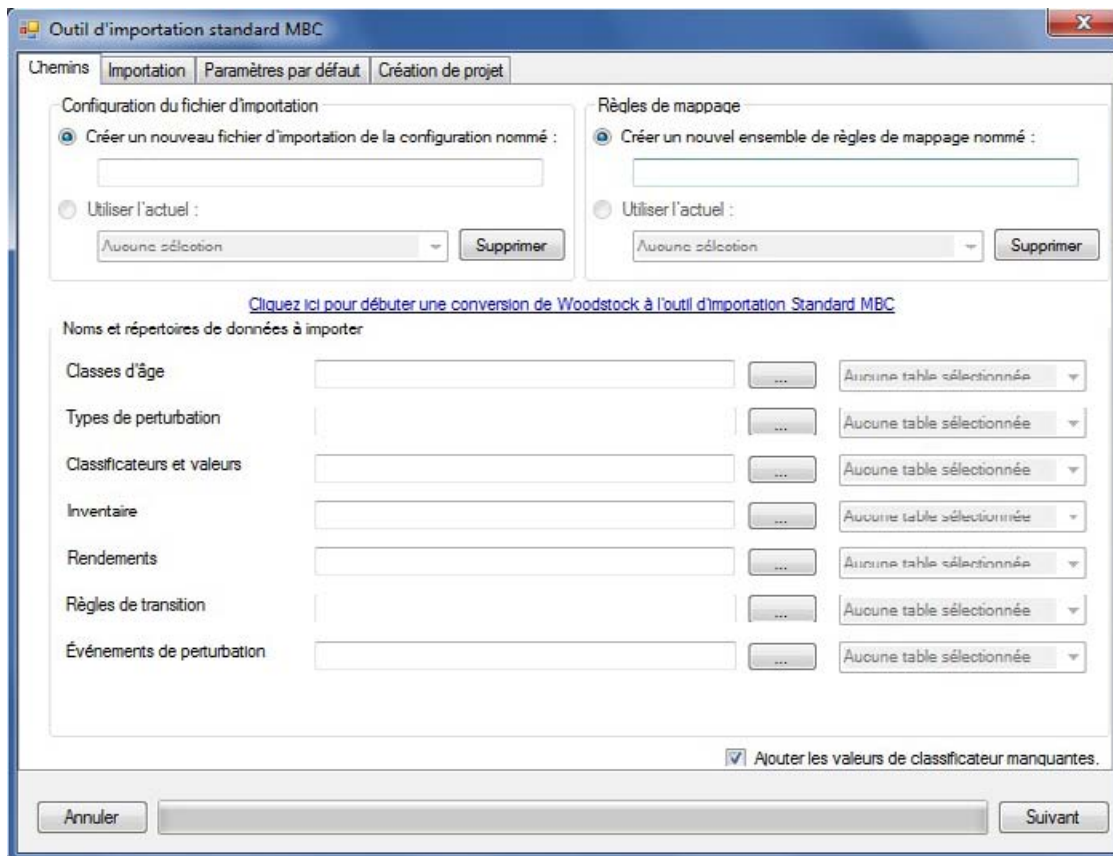 Outil d'importation standard MBC
Chemins Importation Paramètres par défaut Création de projet
Configuration du fichier d'importation
Créer un nouveau fichier d'importation de la configuration nommé :
Utiliser l'actuel :
Aucune sélection Supprimer
Règles de mappage
Créer un nouvel ensemble de règles de mappage nommé :
Utiliser l'actuel :
Aucune sélection Supprimer
Cliquez ici pour débuter une conversion de Woodstock à l'outil d'importation Standard MBC
Noms et répertoires de données à importer
Classes d'âge ... Aucune table sélectionnée
Types de perturbation ... Aucune table sélectionnée
Classificateurs et valeurs ... Aucune table sélectionnée
Inventaire ... Aucune table sélectionnée
Rendements ... Aucune table sélectionnée
Règles de transition ... Aucune table sélectionnée
Événements de perturbation ... Aucune table sélectionnée
Ajouter les valeurs de classificateur manquantes.
Annuler Suivant